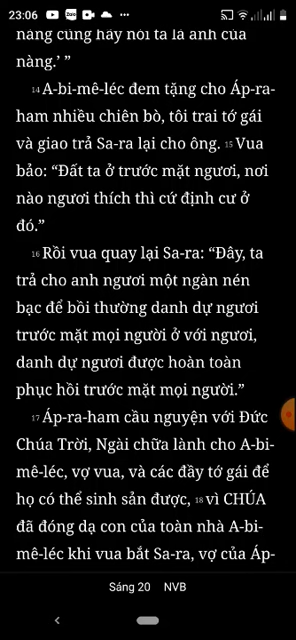 23:06
nàng cũng hãy nói ta là anh của
nàng.’ ”
14 A-bi-mê-léc đem tặng cho Áp-ra-
ham nhiều chiên bò, tôi trai tớ gái
và giao trả Sa-ra lại cho ông. 15 Vua
bảo: “Đất ta ở trước mặt ngươi, nơi
nào ngươi thích thì cứ định cư ở
đó.”
16 Rồi vua quay lại Sa-ra: “Đây, ta
trả cho anh ngươi một ngàn nén
bạc để bồi thường danh dự ngươi
trước mặt mọi người ở với ngươi,
danh dự ngươi được hoàn toàn
phục hồi trước mặt mọi người.”
17 Áp-ra-ham cầu nguyện với Đức
Chúa Trời, Ngài chữa lành cho A-bi-
mê-léc, vợ vua, và các đầy tớ gái để
họ có thể sinh sản được, 18 vì CHÚA
đã đóng dạ con của toàn nhà A-bi-
mê-léc khi vua bắt Sa-ra, vợ của Áp-
Sáng 20 NVB